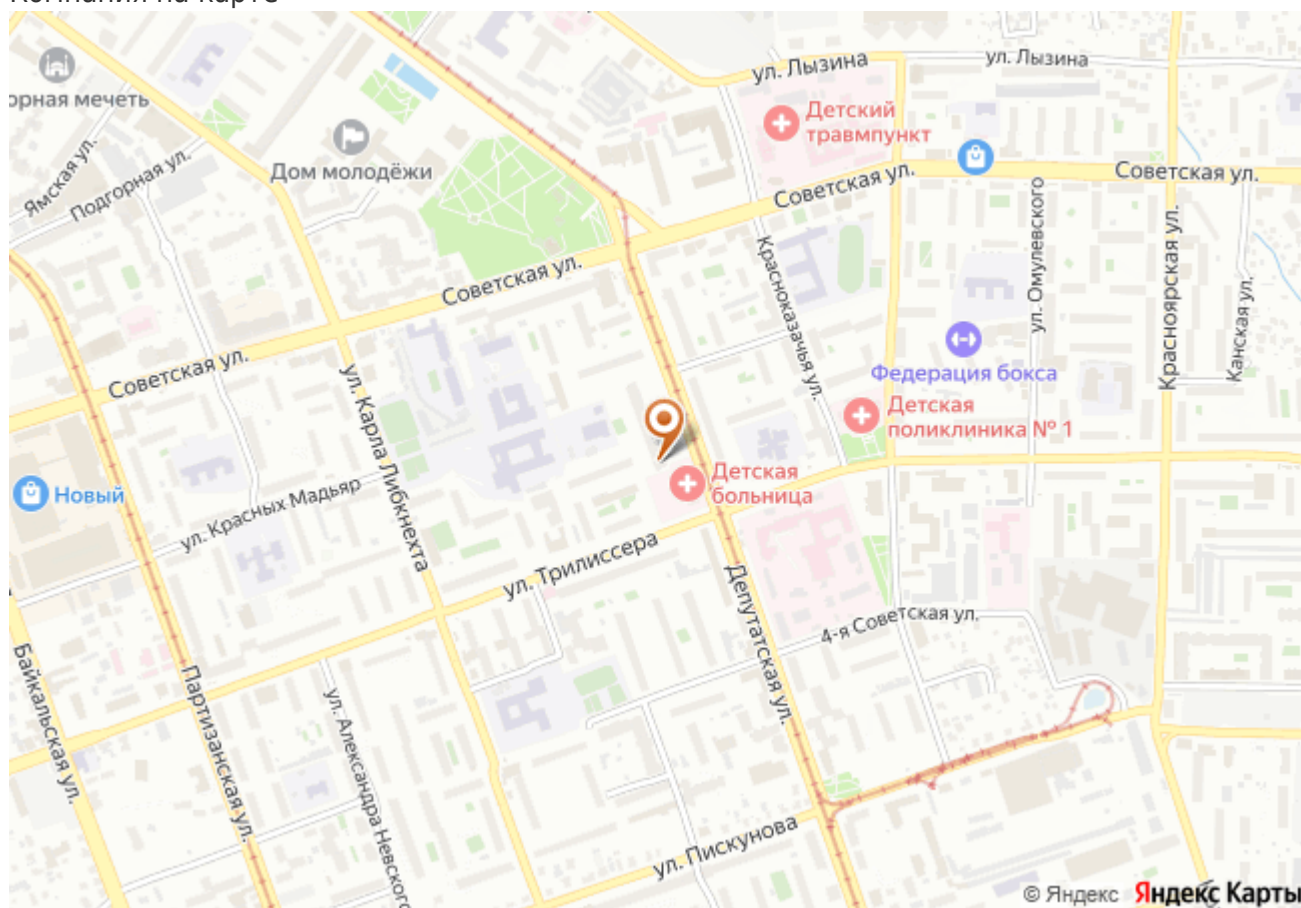 ул. Лызина
ул. Лызина
орная мечеть
Детский
травмпункт
Дом молодёжи
Ямская ул.
Подгорная ул.
Советская ул.
Советская ул.
Советская ул.
Советская ул.
Красноказачья ул.
ул. Омулевского
Красноярская ул.
Канская ул.
Федерация бокса
ул. Карла Либкнехта
Детская
поликлиника № 1
Новый
ул. Красных Мадьяр
Детская
больница
ул. Трилиссера
Депутатская ул.
4-я Советская ул.
Байкальская ул.
Партизанская ул.
ул. Александра Невского
ул. Пискунова
© Яндекс Яндекс Карты